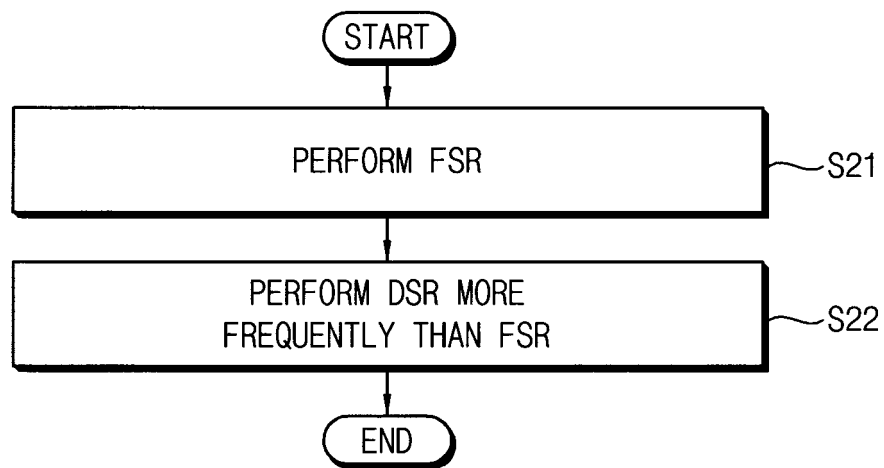 START
PERFORM FSR
S21
PERFORM DSR MORE
FREQUENTLY THAN FSR
S22
END